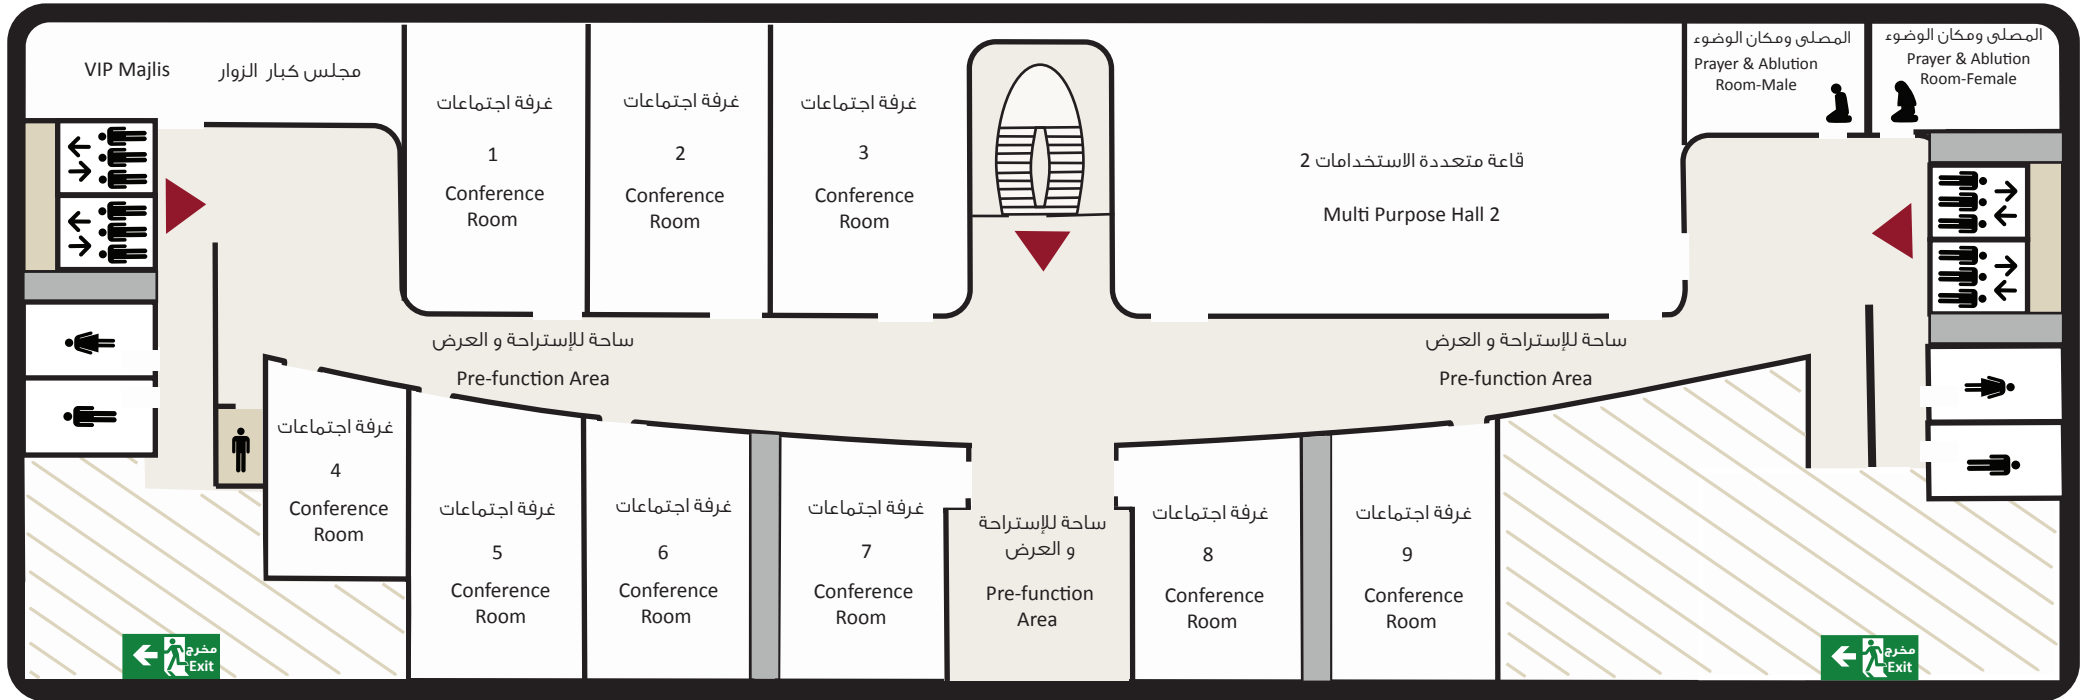 VIP Majlis
مجلس كبار الزوار
غرفة اجتماعات
1
Conference
Room
غرفة اجتماعات
2
Conference
Room
غرفة اجتماعات
3
Conference
Room
قاعة متعددة الاستخدامات 2
Multi Purpose Hall 2
المصلى ومكان الوضوء
Prayer & Ablution
Room-Male
المصلى ومكان الوضوء
Prayer & Ablution
Room-Female
ساحة للإستراحة و العرض
Pre-function Area
ساحة للإستراحة و العرض
Pre-function Area
غرفة اجتماعات
4
Conference
Room
غرفة اجتماعات
5
Conference
Room
غرفة اجتماعات
6
Conference
Room
غرفة اجتماعات
7
Conference
Room
ساحة للإستراحة
و العرض
Pre-function
Area
غرفة اجتماعات
8
Conference
Room
غرفة اجتماعات
9
Conference
Room
مخرج
Exit
مخرج
Exit